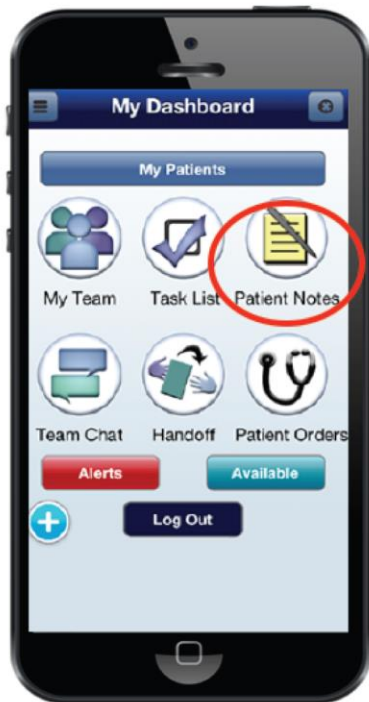 My Dashboard
My Patients
My Team Task List Patient Notes
Team Chat Handoff Patient Orders
Alerts Available
Log Out